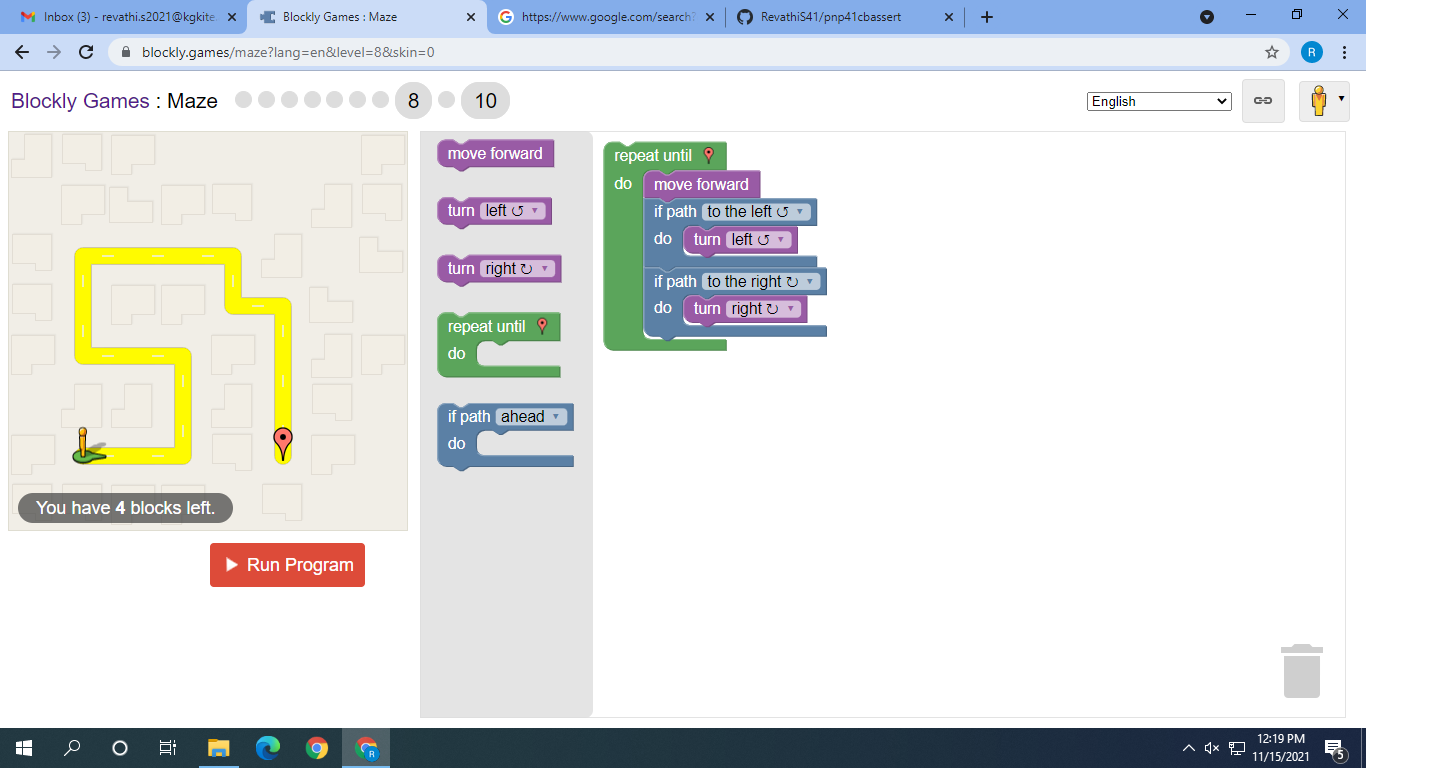 Inbox (3) - revathi.s2021@kgkite.
Blockly Games : Maze
https://www.google.com/search?
RevathiS41/pnp41cbassert
blockly.games/maze?lang=en&level=8&skin=0
R
Blockly Games : Maze
8
10
English
move forward
turn left ↺
turn right ↻
repeat until
do
if path ahead
do
repeat until
do
move forward
if path to the left ↺
do turn left ↺
if path to the right ↻
do turn right ↻
You have 4 blocks left.
Run Program
R
12:19 PM
11/15/2021
5